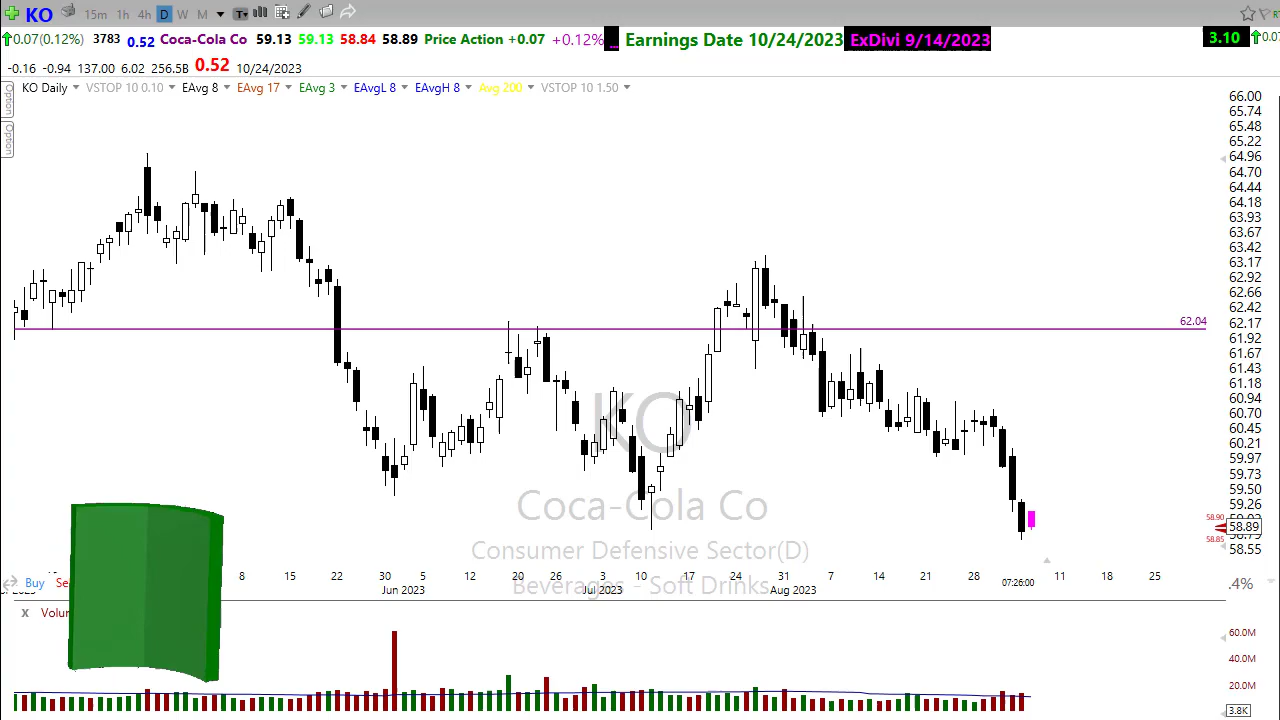 KO 15m 1h 4h D W M T
0.07(0.12%) 3783 0.52 Coca-Cola Co 59.13 59.13 58.84 58.89 Price Action +0.07 +0.12% ... Earnings Date 10/24/2023 ExDivi 9/14/2023 3.10 0.07
-0.16 -0.94 137.00 6.02 256.5B 0.52 10/24/2023
KO Daily VSTOP 10 0.10 EAvg 8 EAvg 17 EAvg 3 EAvgL 8 EAvgH 8 Avg 200 VSTOP 10 1.50
Option
Option
66.00
65.74
65.48
65.22
64.96
64.70
64.44
64.18
63.93
63.67
63.42
63.17
62.92
62.66
62.42
62.17
62.04
61.92
61.67
61.43
61.18
60.94
60.70
60.45
60.21
59.97
59.73
59.50
59.26
58.90
58.89
58.85
58.55
KO
Coca-Cola Co
Consumer Defensive Sector(D)
Beverages - Soft Drinks
8 15 22 30 5 12 20 26 3 10 17 24 31 7 14 21 28 11 18 25
Jun 2023 Jul 2023 Aug 2023 07:26:00
Buy .4%
X
60.0M
40.0M
20.0M
3.8K